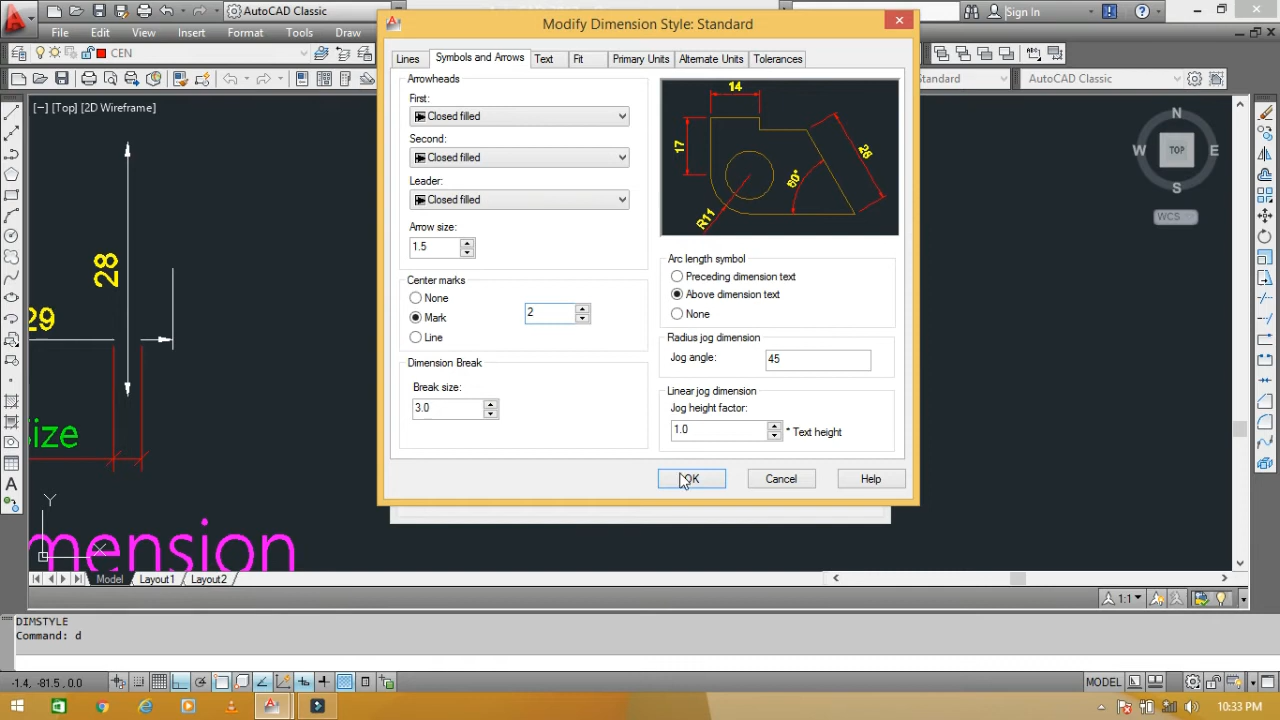 AutoCAD Classic
Modify Dimension Style: Standard
Sign In
File
Edit
View
Insert
Format
Tools
Draw
CEN
Lines
Symbols and Arrows
Text
Fit
Primary Units
Alternate Units
Tolerances
Standard
AutoCAD Classic
[−] [Top] [2D Wireframe]
Arrowheads
First:
Closed filled
Second:
Closed filled
Leader:
Closed filled
Arrow size:
1.5
Center marks
None
Mark
2
Line
Dimension Break
Break size:
3.0
14
17
26
80°
R11
Arc length symbol
Preceding dimension text
Above dimension text
None
Radius jog dimension
Jog angle:
45
Linear jog dimension
Jog height factor:
1.0
* Text height
OK
Cancel
Help
N
W
TOP
E
S
WCS
28
29
size
Y
X
mension
Model
Layout1
Layout2
1:1
DIMSTYLE
Command: d
-1.4, -81.5, 0.0
MODEL
10:33 PM